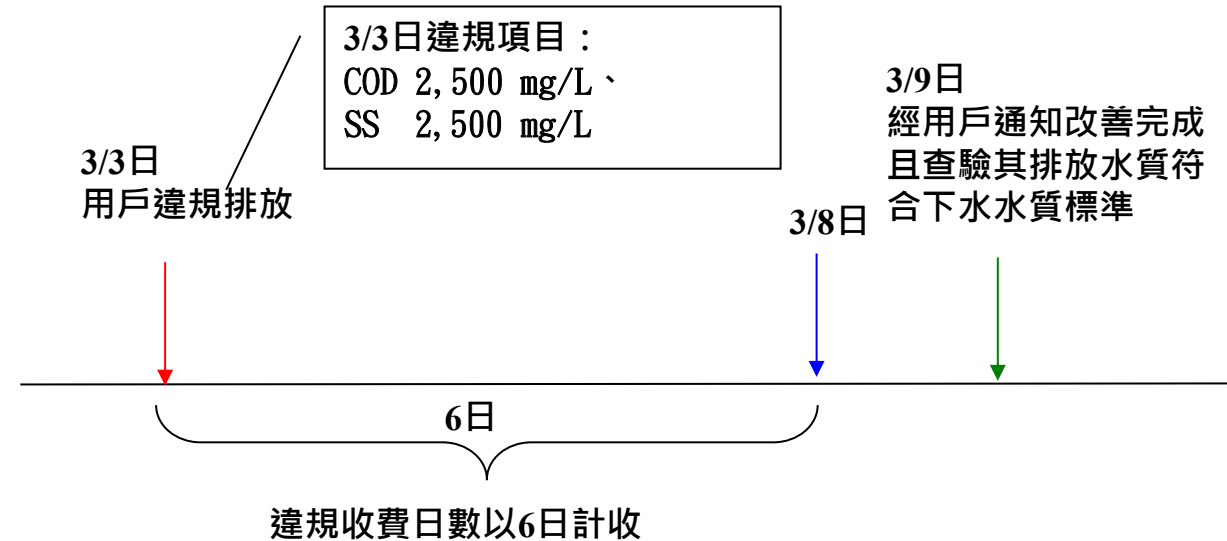 3/3日違規項目：
COD 2,500 mg/L、
SS 2,500 mg/L
3/3日
用戶違規排放
3/8日
3/9日
經用戶通知改善完成
且查驗其排放水質符
合下水水質標準
6日
違規收費日數以6日計收